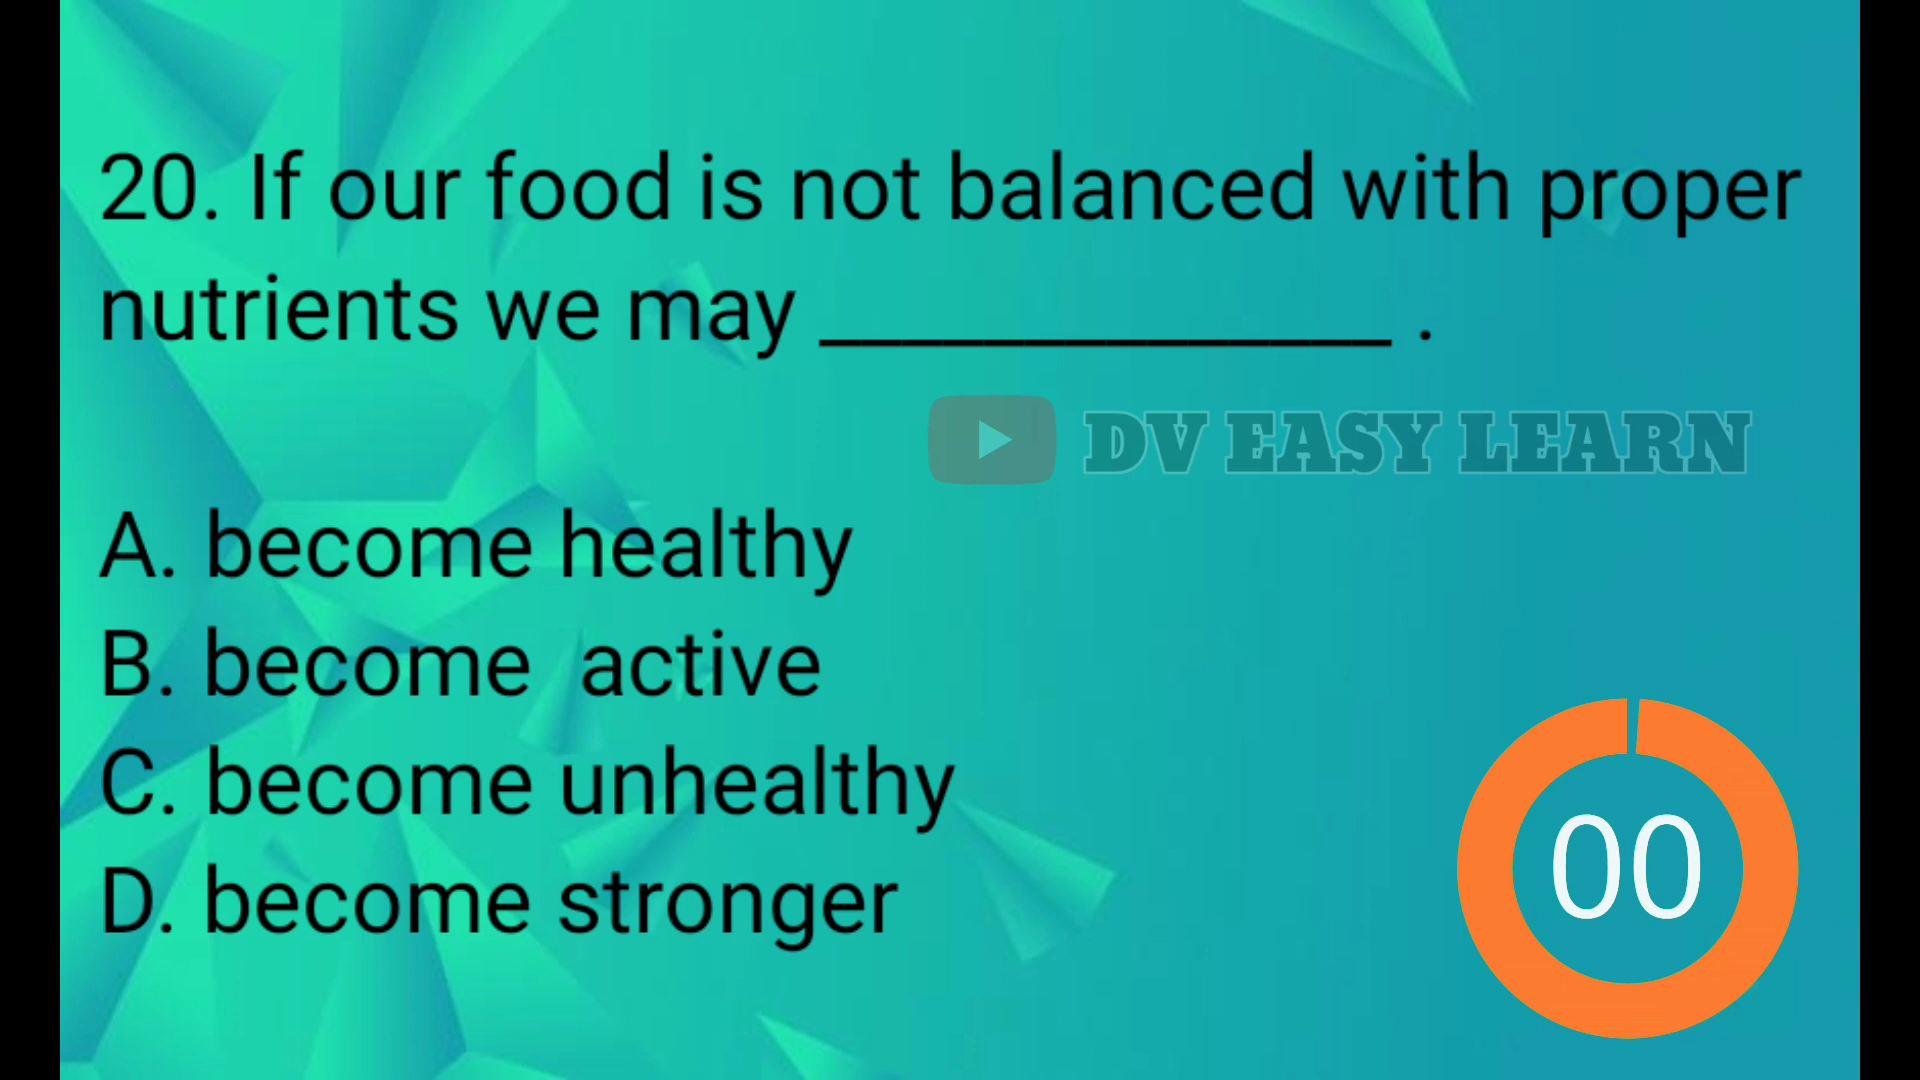 20. If our food is not balanced with proper
nutrients we may ______________ .
DV EASY LEARN
A. become healthy
B. become  active
C. become unhealthy
D. become stronger
00